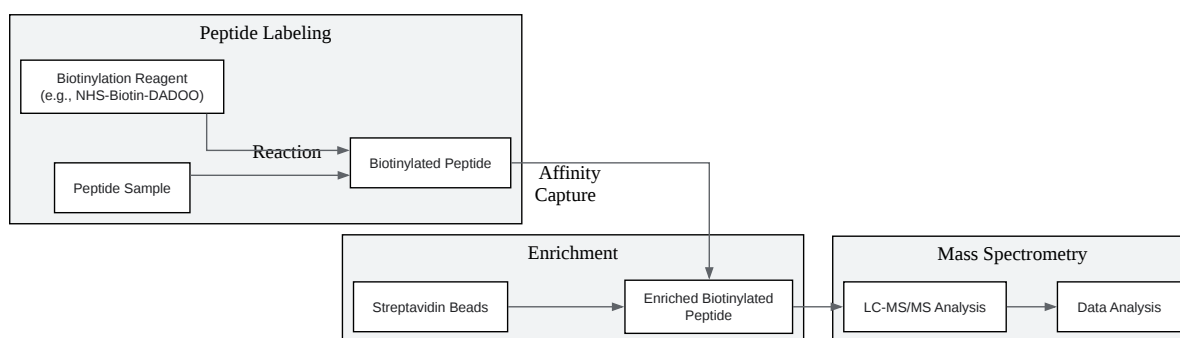 Peptide Labeling
Biotinylation Reagent
(e.g., NHS-Biotin-DADOO)
Reaction
Biotinylated Peptide
Peptide Sample
Affinity
Capture
Enrichment
Streptavidin Beads
Enriched Biotinylated
Peptide
Mass Spectrometry
LC-MS/MS Analysis
Data Analysis